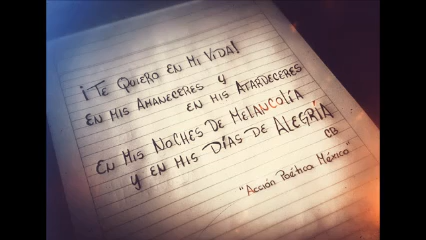 ¡Te Quiero en mi Vida!
en mis Amaneceres y
en mis Atardeceres
en mis Noches de Melancolía
y en mis Días de Alegría
OB
"Acción Poética México"